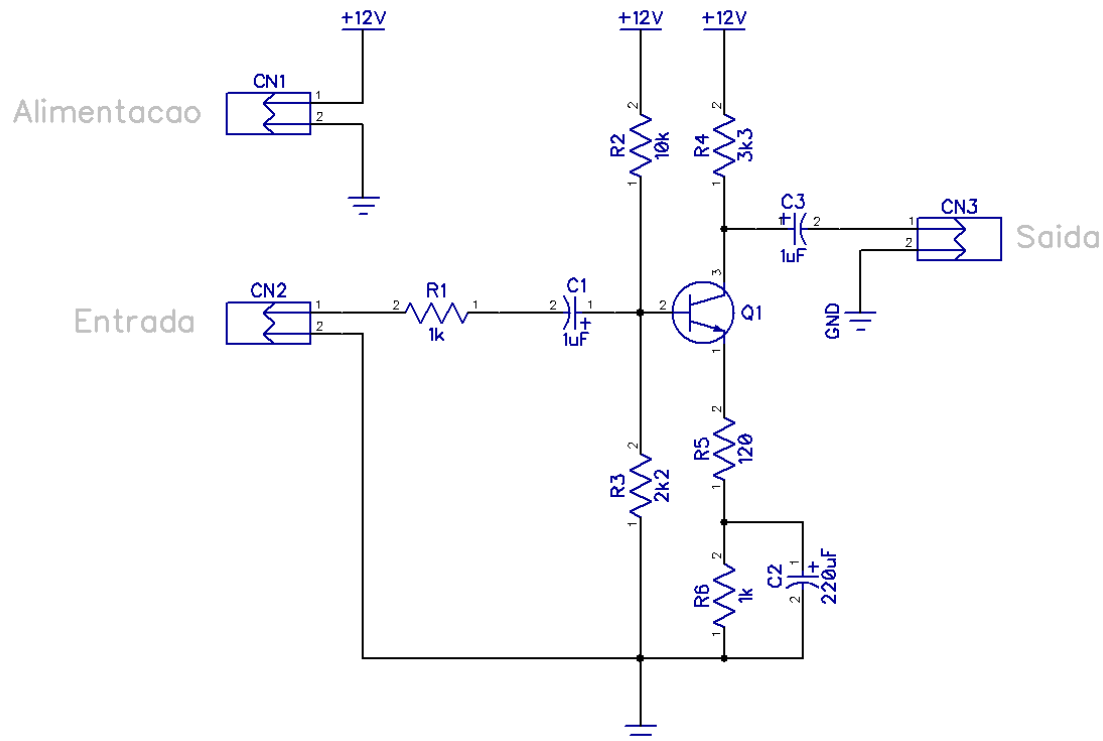 +12V
+12V
+12V
CN1
1
2
Alimentacao
2
R2
10k
1
2
R4
3k3
1
C3
1
+
2
1uF
CN3
1
2
Saida
GND
CN2
1
2
Entrada
2
R1
1
1k
C1
2
1
+
1uF
2
3
Q1
1
2
R5
120
1
2
R3
2k2
1
2
R6
1k
1
1
+
C2
220uF
2